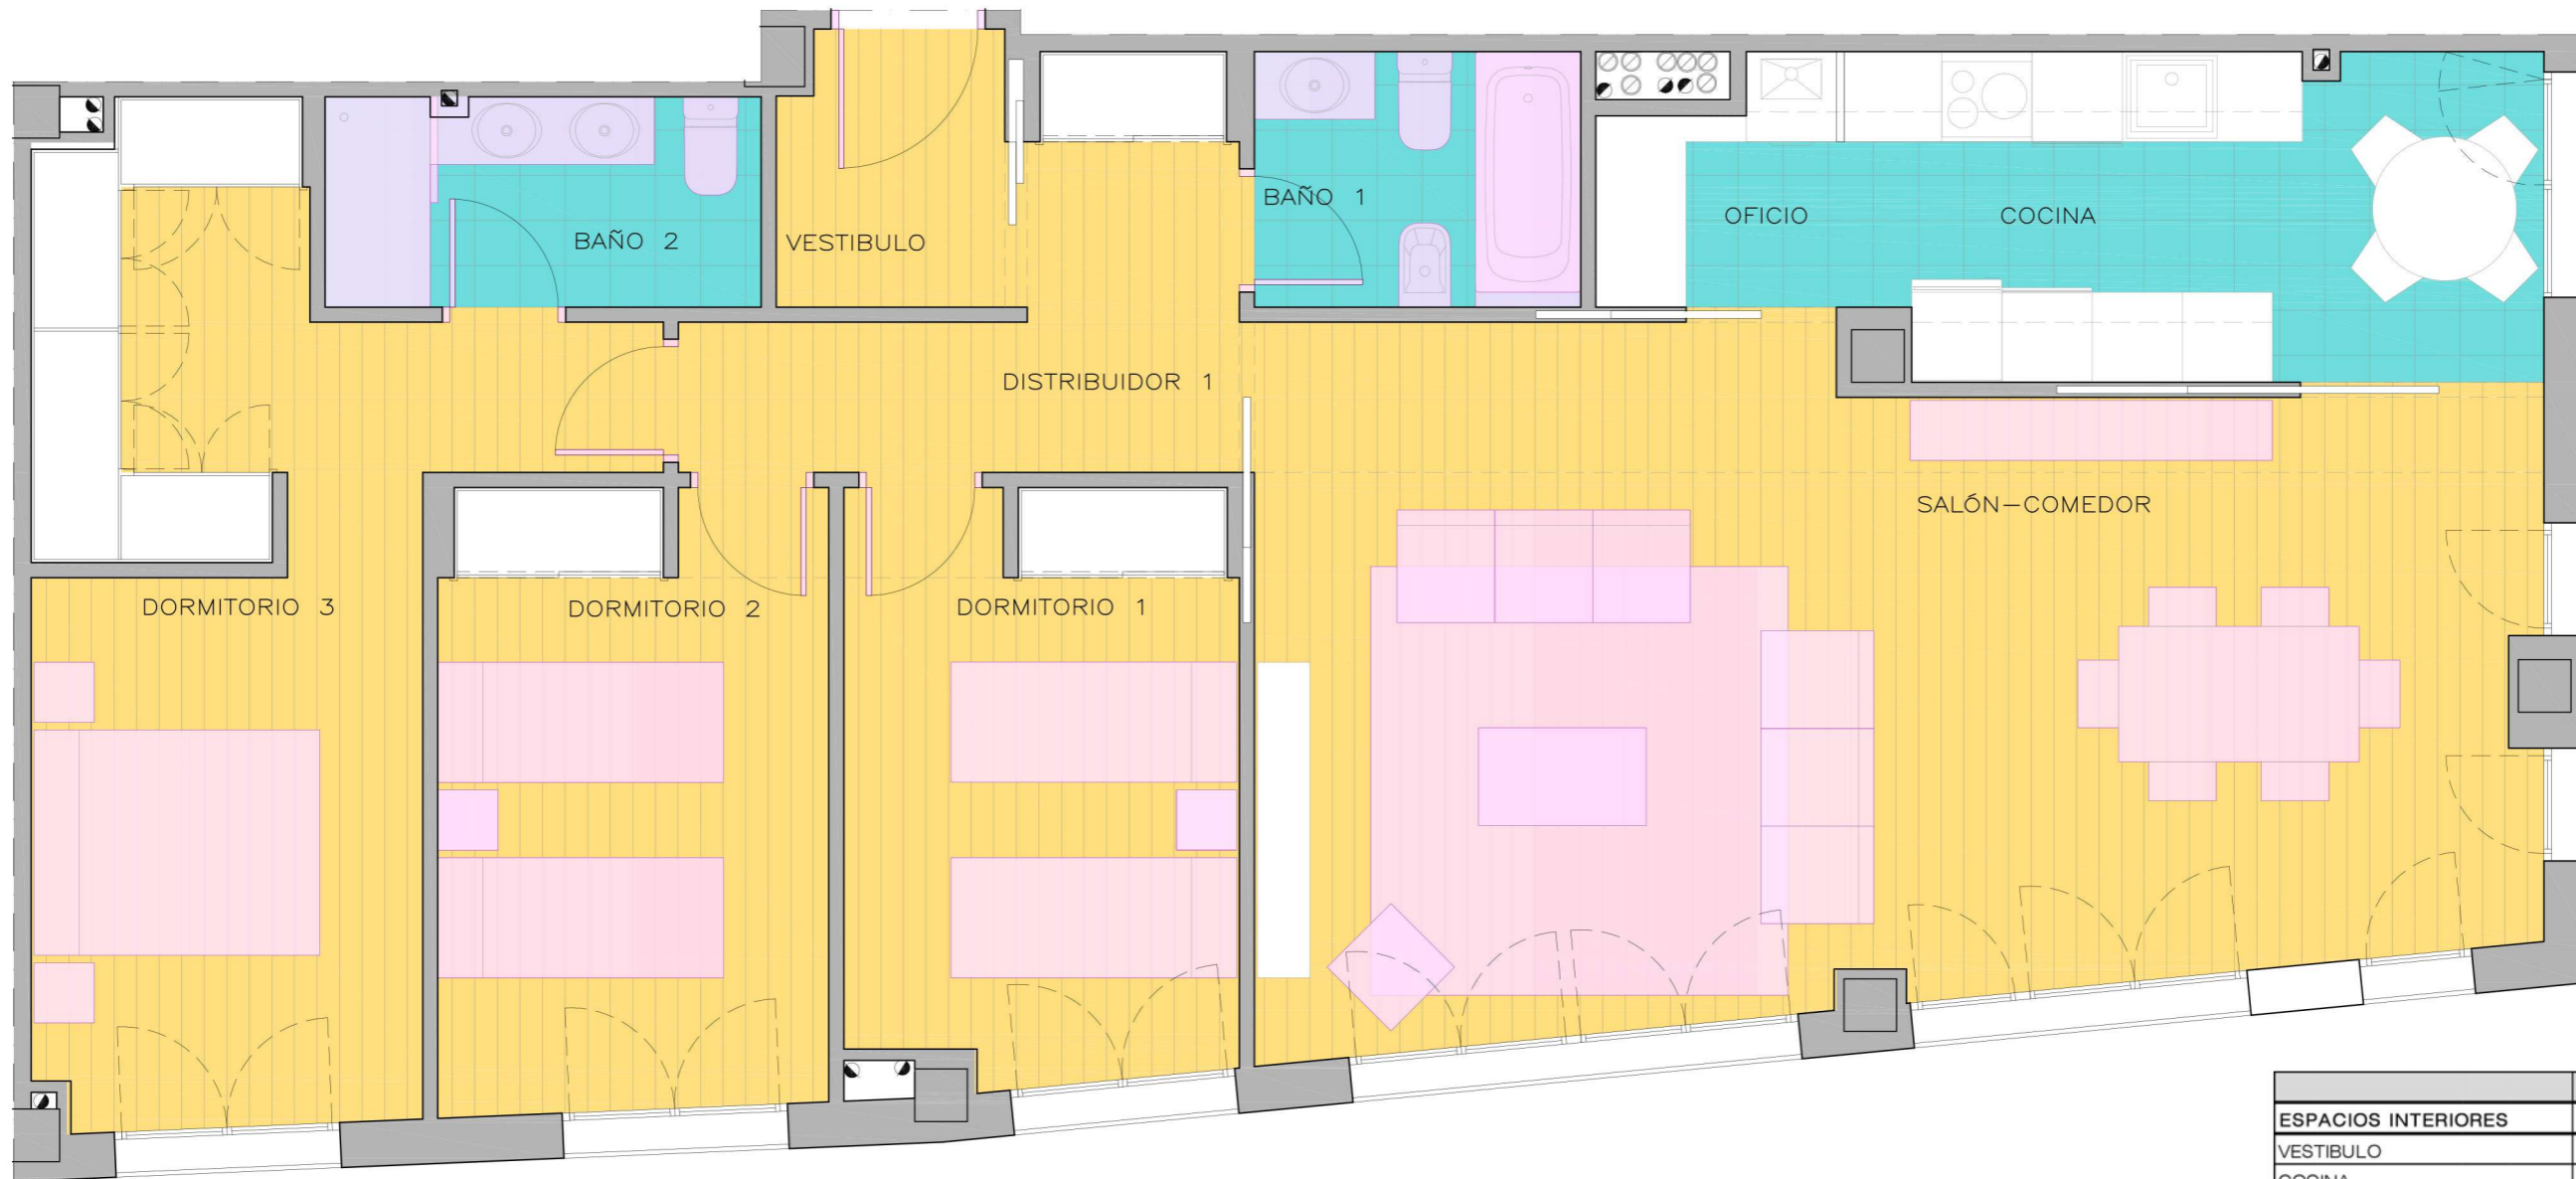 BAÑO 1
OFICIO
COCINA
BAÑO 2
VESTIBULO
DISTRIBUIDOR 1
SALÓN-COMEDOR
DORMITORIO 3
DORMITORIO 2
DORMITORIO 1
ESPACIOS INTERIORES
VESTIBULO
COCINA